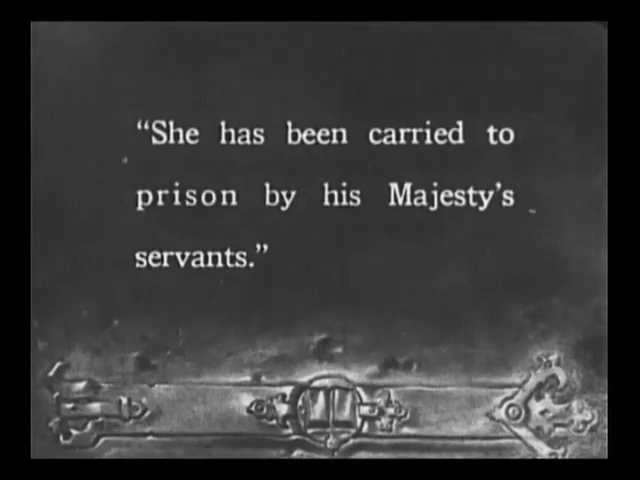 “She has been carried to
prison by his Majesty’s
servants.”